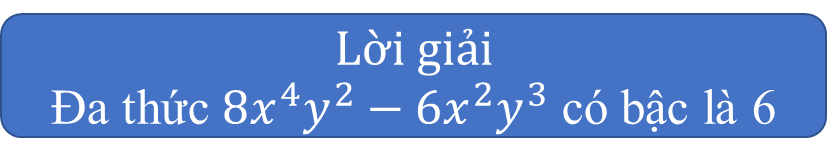 Lời giải
Đa thức 8𝑥⁴𝑦² − 6𝑥²𝑦³ có bậc là 6